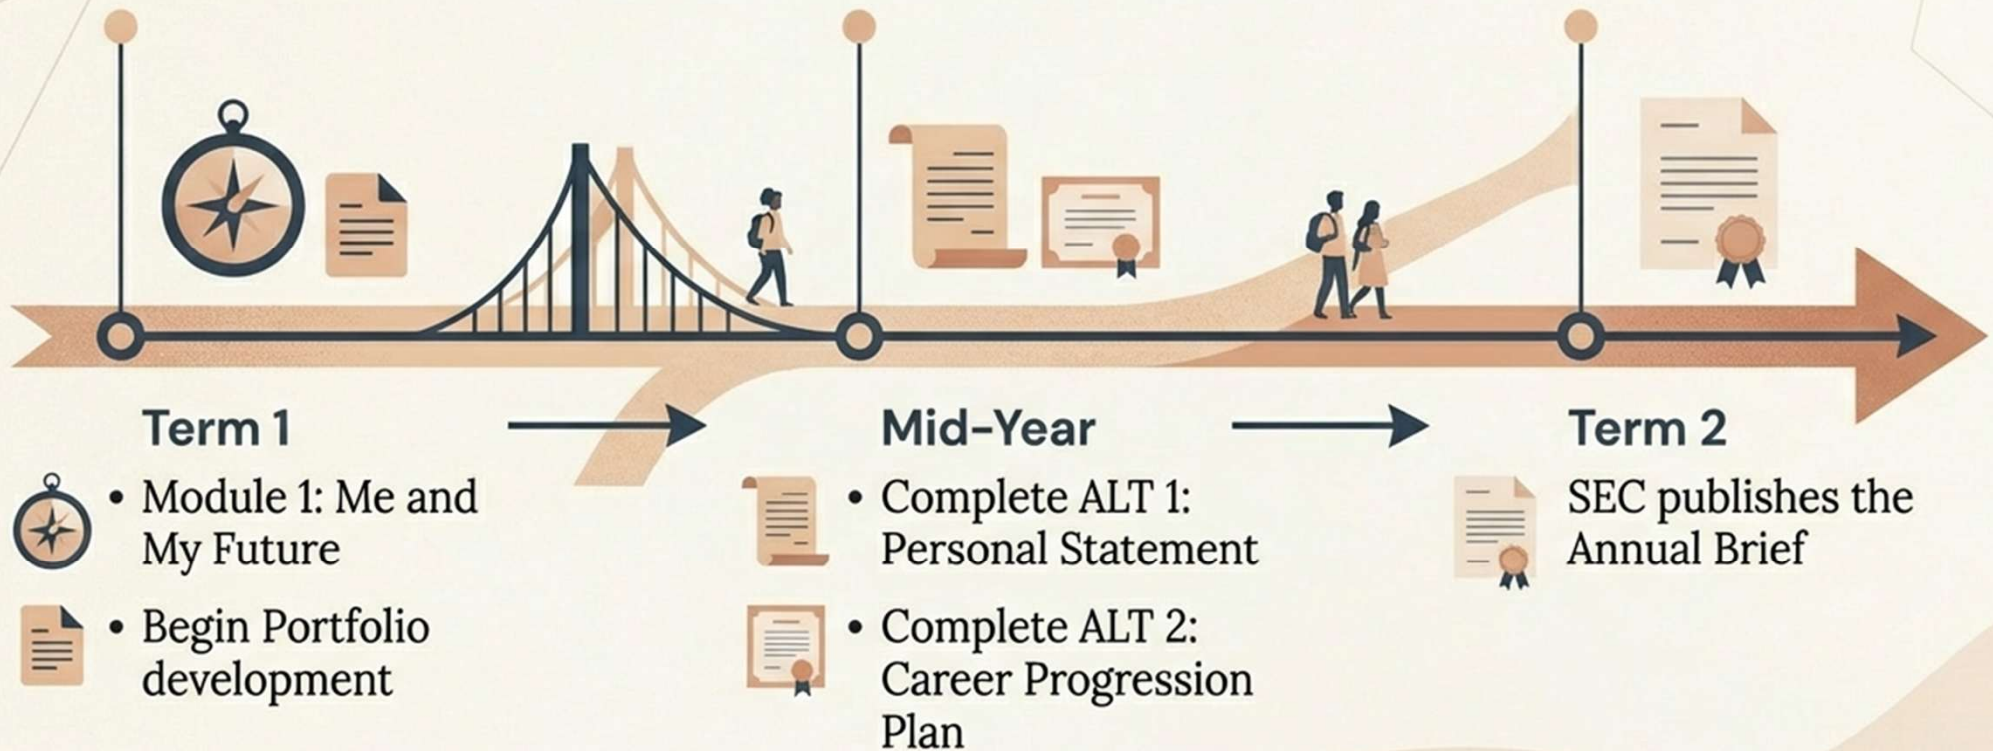 Term 1
• Module 1: Me and
My Future
• Begin Portfolio
development
Mid-Year
• Complete ALT 1:
Personal Statement
• Complete ALT 2:
Career Progression
Plan
Term 2
SEC publishes the
Annual Brief